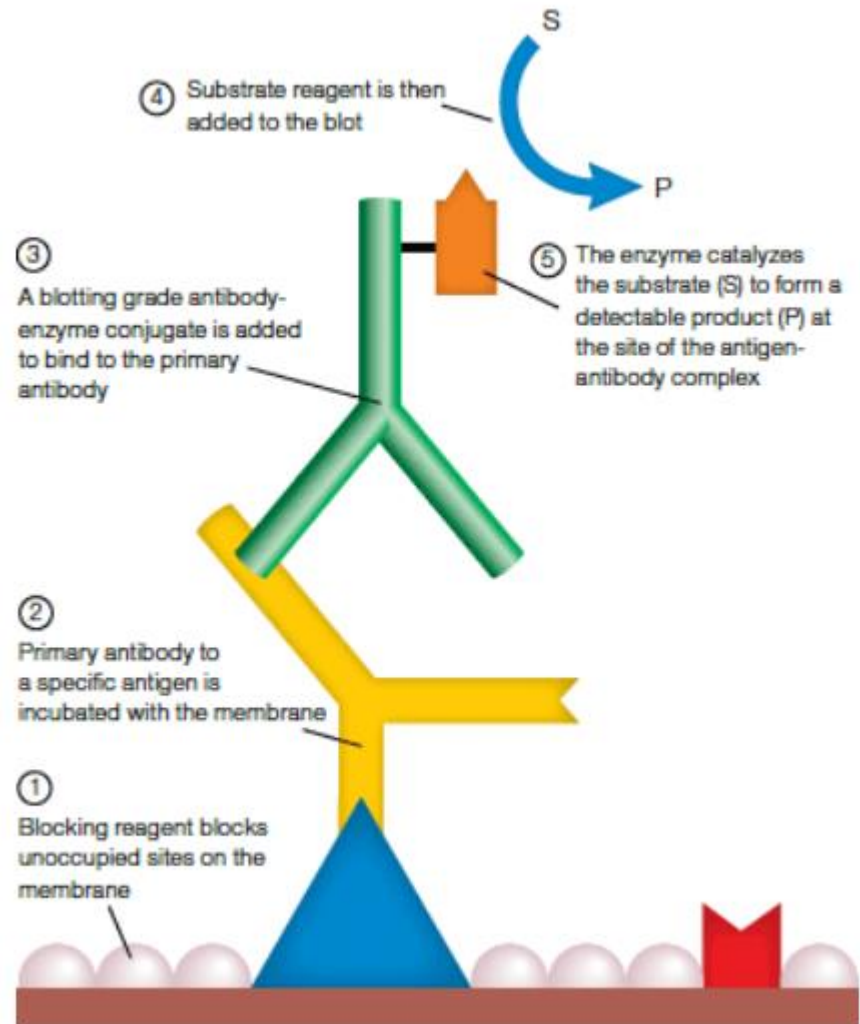 S
④ Substrate reagent is then
added to the blot
P
③
A blotting grade antibody-
enzyme conjugate is added
to bind to the primary
antibody
⑤ The enzyme catalyzes
the substrate (S) to form a
detectable product (P) at
the site of the antigen-
antibody complex
②
Primary antibody to
a specific antigen is
incubated with the membrane
①
Blocking reagent blocks
unoccupied sites on the
membrane